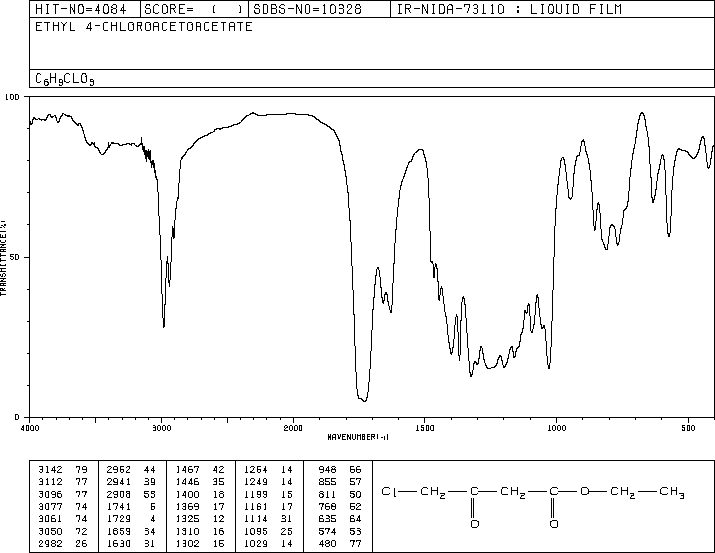 HIT-NO=4084 SCORE= ( ) SDBS-NO=10328 IR-NIDA-73110 : LIQUID FILM
ETHYL 4-CHLOROACETOACETATE
C6H9CLO3
100
50
0
TRANSMITTANCE(%)
4000 3000 2000 1500 1000 500
WAVENUMBER(-1)
3142 79 2962 44 1467 42 1264 14 948 66
3112 77 2941 39 1446 35 1249 14 855 57
3096 77 2908 55 1400 18 1199 15 811 50
3077 74 1741 5 1369 17 1161 17 768 52
3061 74 1729 4 1325 12 1114 31 635 64
3050 72 1659 34 1310 16 1095 25 574 53
2982 26 1630 31 1302 16 1029 14 480 77
Cl—CH2—C—CH2—C—O—CH2—CH3
O O